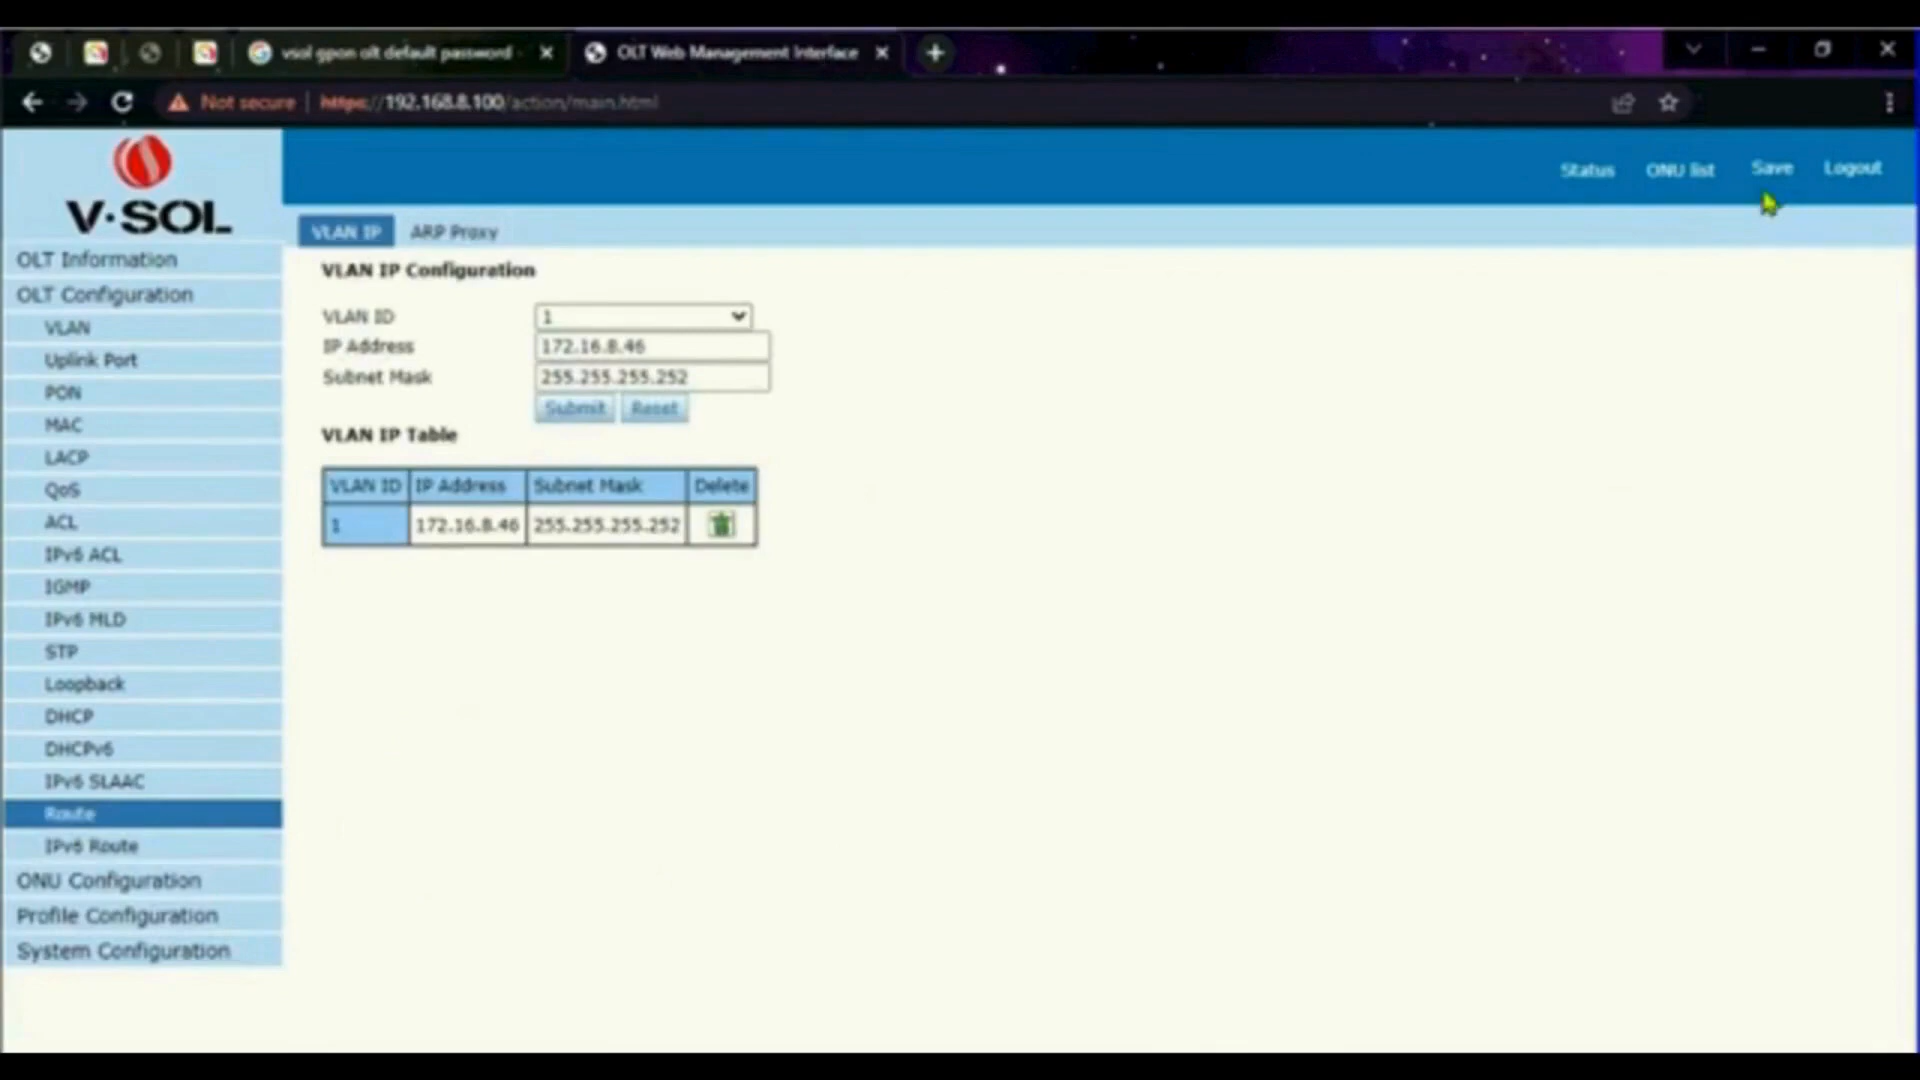 vsol gpon olt default password -
OLT Web Management Interface
Not secure
https://192.168.8.100/action/main.html
V·SOL
Status
ONU list
Save
Logout
VLAN IP
ARP Proxy
OLT Information
OLT Configuration
VLAN
Uplink Port
PON
MAC
LACP
QoS
ACL
IPv6 ACL
IGMP
IPv6 MLD
STP
Loopback
DHCP
DHCPv6
IPv6 SLAAC
Route
IPv6 Route
ONU Configuration
Profile Configuration
System Configuration
VLAN IP Configuration
VLAN ID 1
IP Address 172.16.8.46
Subnet Mask 255.255.255.252
Submit Reset
VLAN IP Table
VLAN ID IP Address Subnet Mask Delete
1 172.16.8.46 255.255.255.252